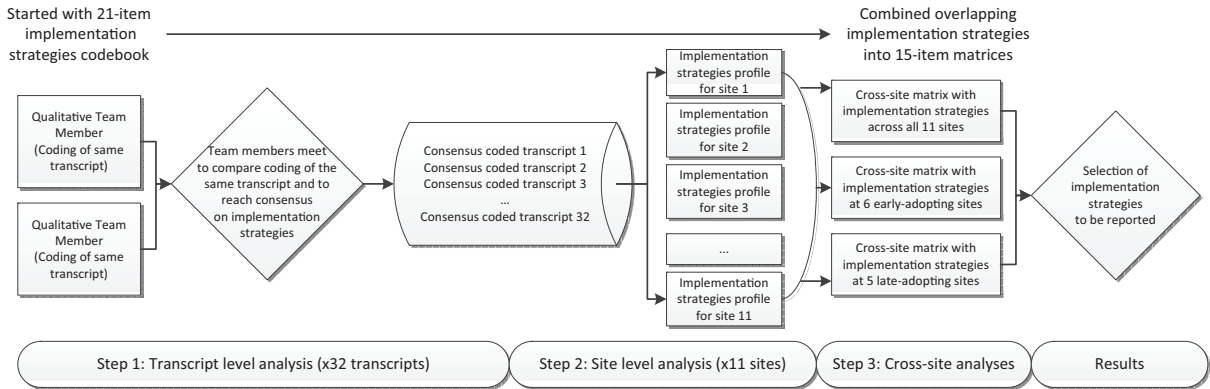 Started with 21-item
implementation
strategies codebook
Combined overlapping
implementation strategies
into 15-item matrices
Qualitative Team
Member
(Coding of same
transcript)
Qualitative Team
Member
(Coding of same
transcript)
Team members meet
to compare coding of the
same transcript and to
reach consensus
on implementation
strategies
Consensus coded transcript 1
Consensus coded transcript 2
Consensus coded transcript 3
...
Consensus coded transcript 32
Implementation
strategies profile
for site 1
Implementation
strategies profile
for site 2
Implementation
strategies profile
for site 3
...
Implementation
strategies profile
for site 11
Cross-site matrix with
implementation strategies
across all 11 sites
Cross-site matrix with
implementation strategies
at 6 early-adopting sites
Cross-site matrix with
implementation strategies
at 5 late-adopting sites
Selection of
implementation
strategies
to be reported
Step 1: Transcript level analysis (x32 transcripts)
Step 2: Site level analysis (x11 sites)
Step 3: Cross-site analyses
Results